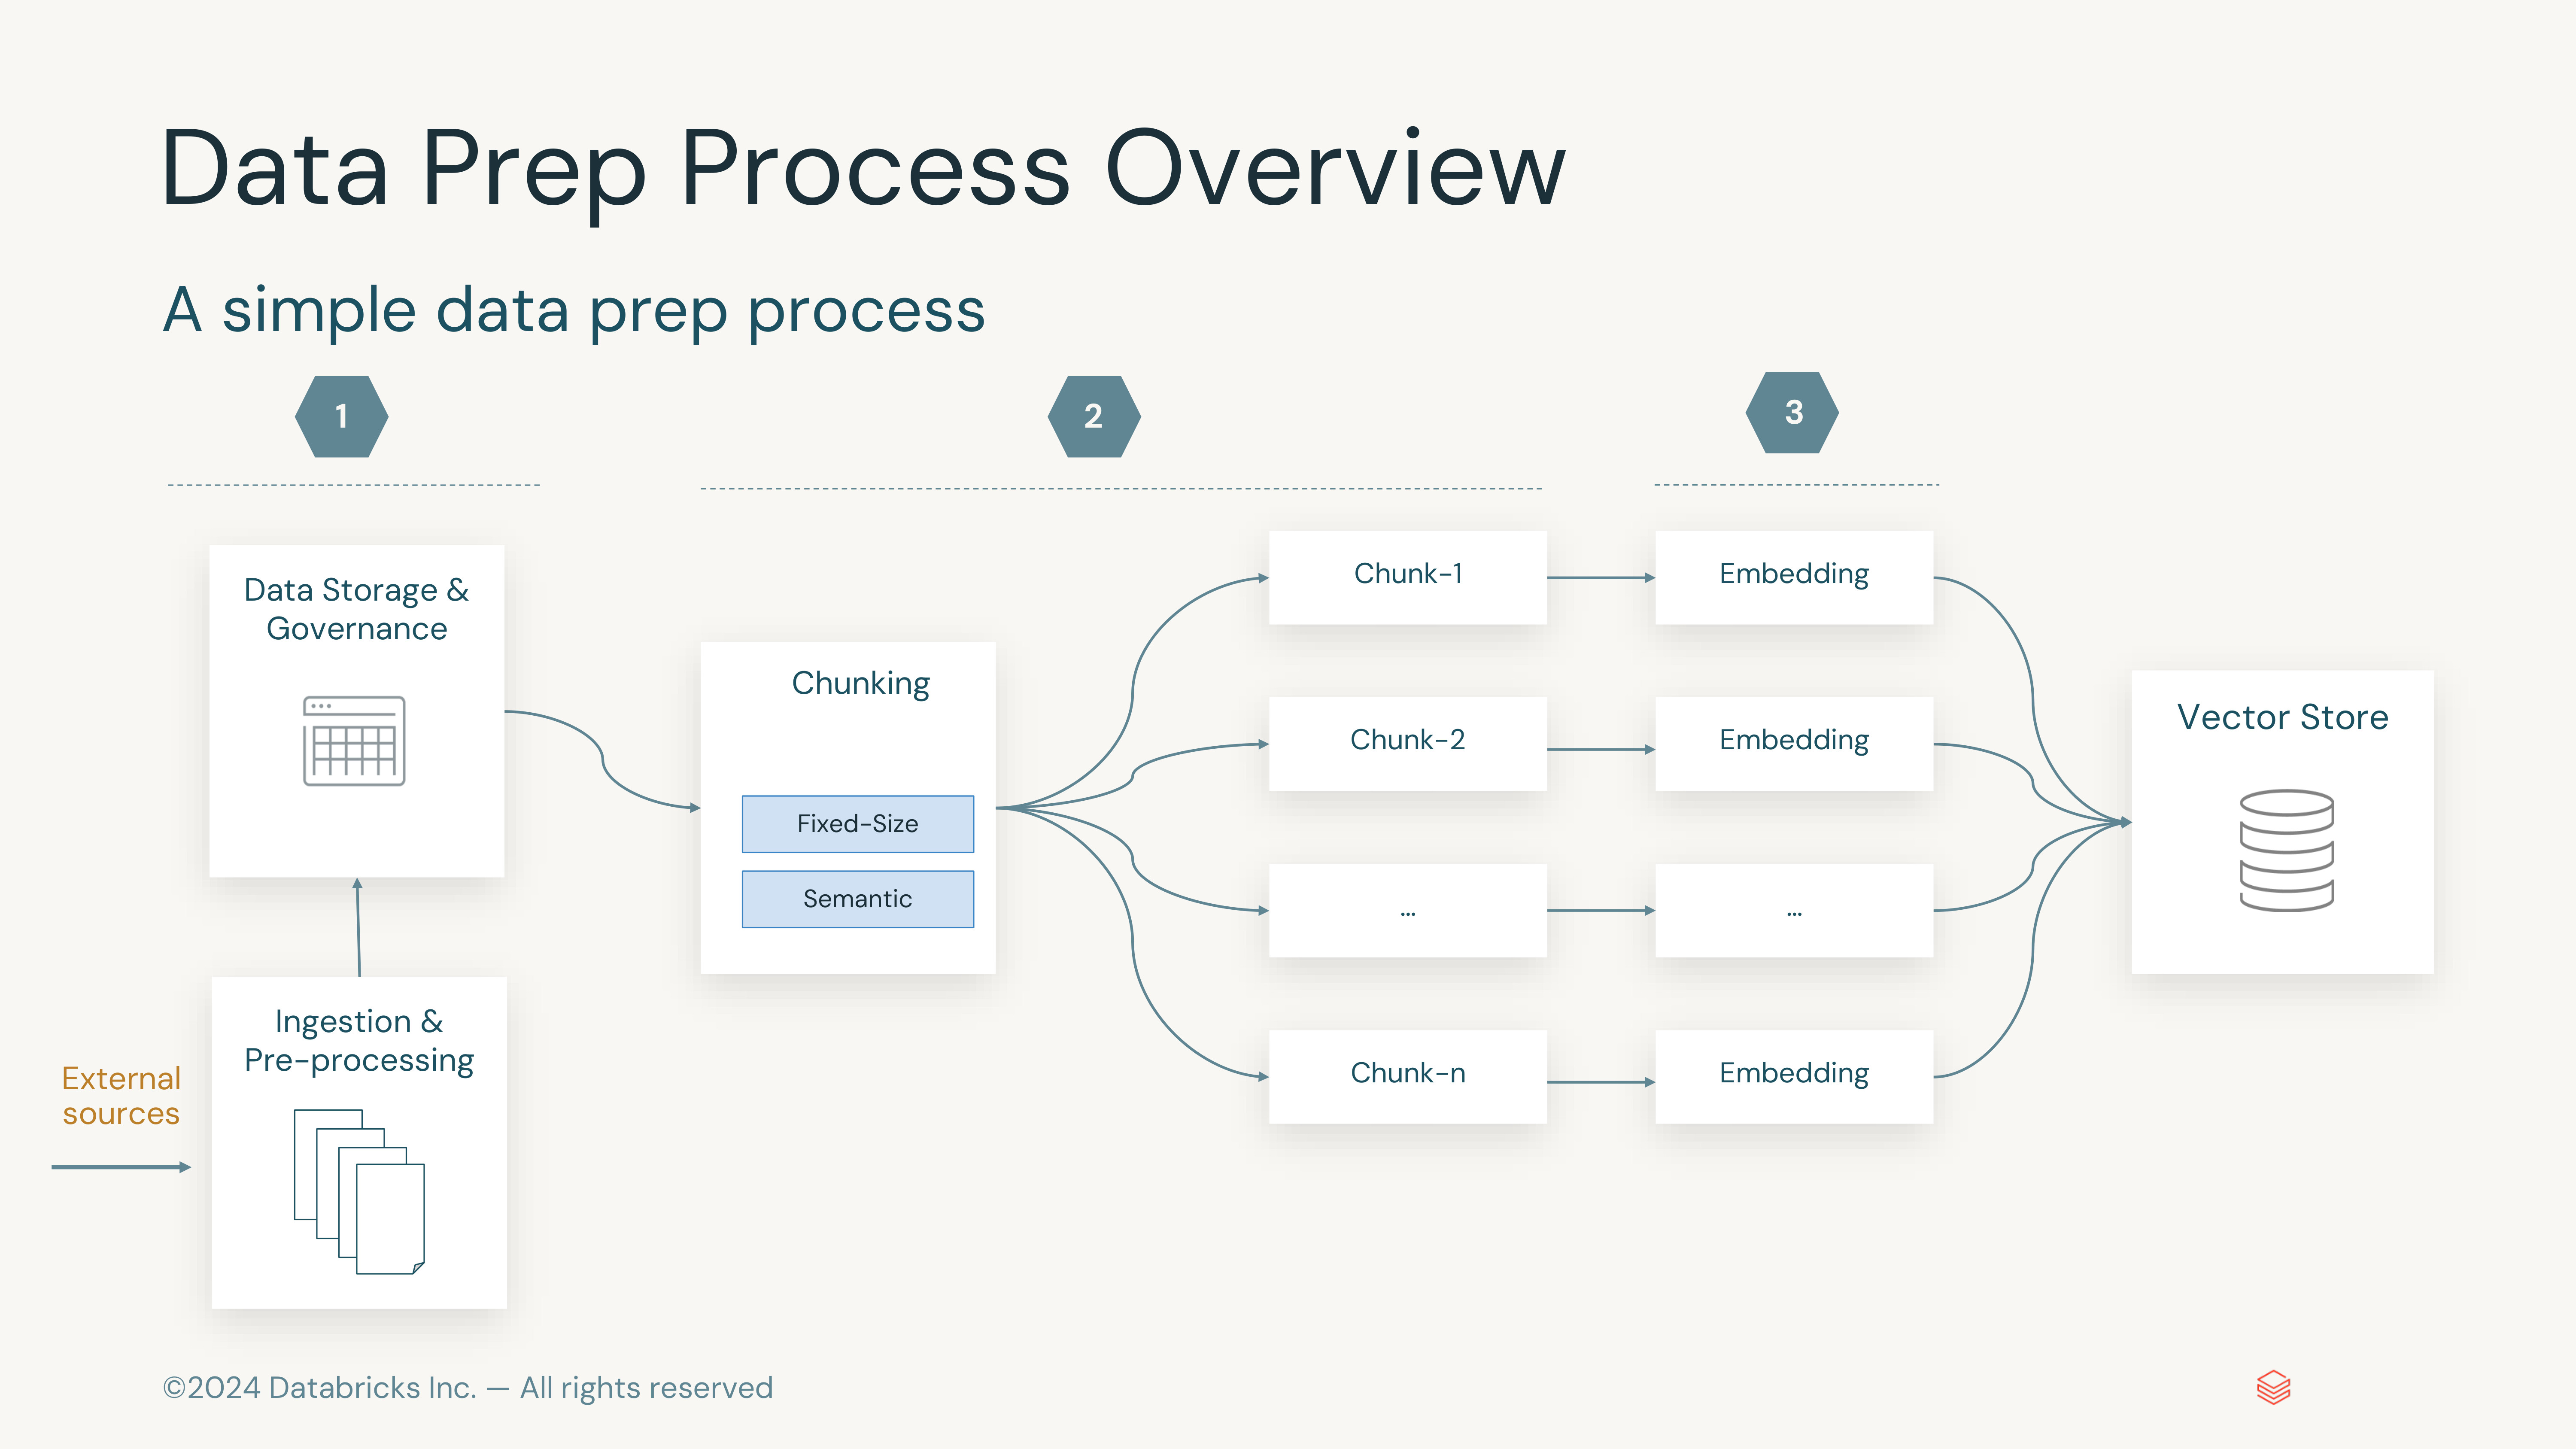 Data Prep Process Overview
A simple data prep process
1
2
3
Data Storage &
Governance
Ingestion &
Pre-processing
External
sources
Chunking
Fixed-Size
Semantic
Chunk-1
Chunk-2
...
Chunk-n
Embedding
Embedding
...
Embedding
Vector Store
©2024 Databricks Inc. — All rights reserved